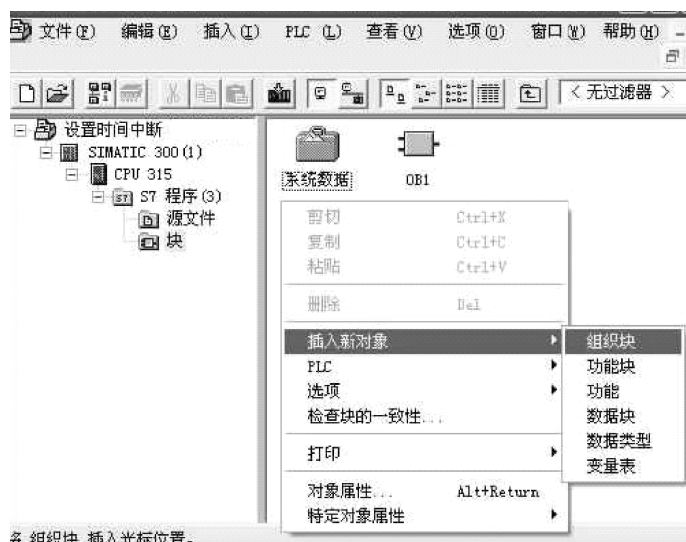 文件(F) 编辑(E) 插入(I) PLC (L) 查看(V) 选项(O) 窗口(W) 帮助(H)
< 无过滤器 >
设置时间中断
SIMATIC 300(1)
CPU 315
S7 程序(3)
源文件
块
系统数据 OB1
剪切 Ctrl+X
复制 Ctrl+C
粘贴 Ctrl+V
删除 Del
插入新对象 组织块
PLC 功能块
选项 功能
检查块的一致性... 数据块
数据类型
打印 变量表
对象属性... Alt+Return
特定对象属性
组织块 插入光标位置。